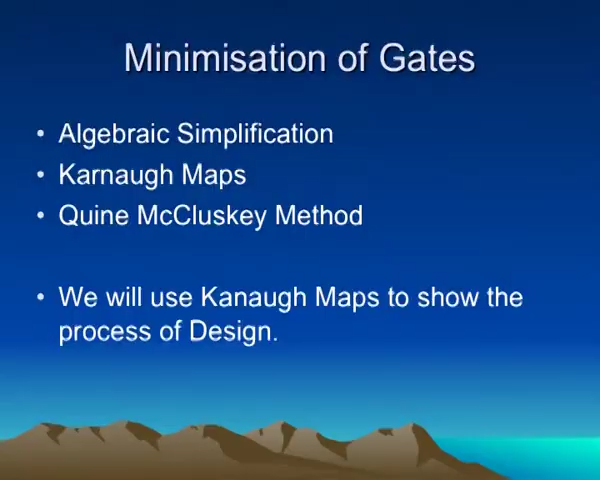 Minimisation of Gates
• Algebraic Simplification
• Karnaugh Maps
• Quine McCluskey Method
• We will use Kanaugh Maps to show the
process of Design.